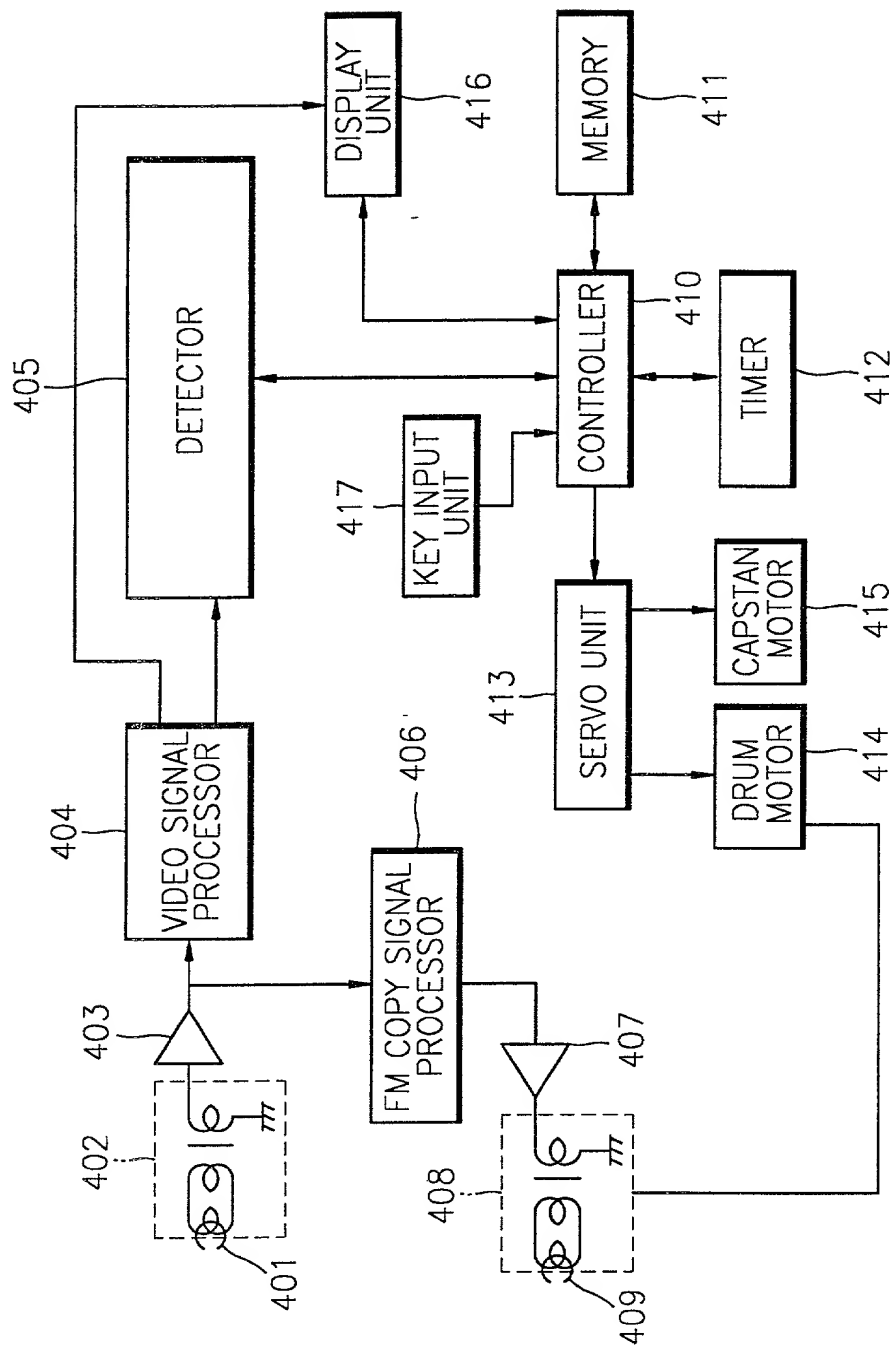 401
402
403
404
VIDEO SIGNAL
PROCESSOR
405
DETECTOR
DISPLAY
UNIT
416
406'
FM COPY SIGNAL
PROCESSOR
407
408
409
417
KEY INPUT
UNIT
CONTROLLER
410
MEMORY
411
413
SERVO UNIT
TIMER
412
DRUM
MOTOR
414
CAPSTAN
MOTOR
415